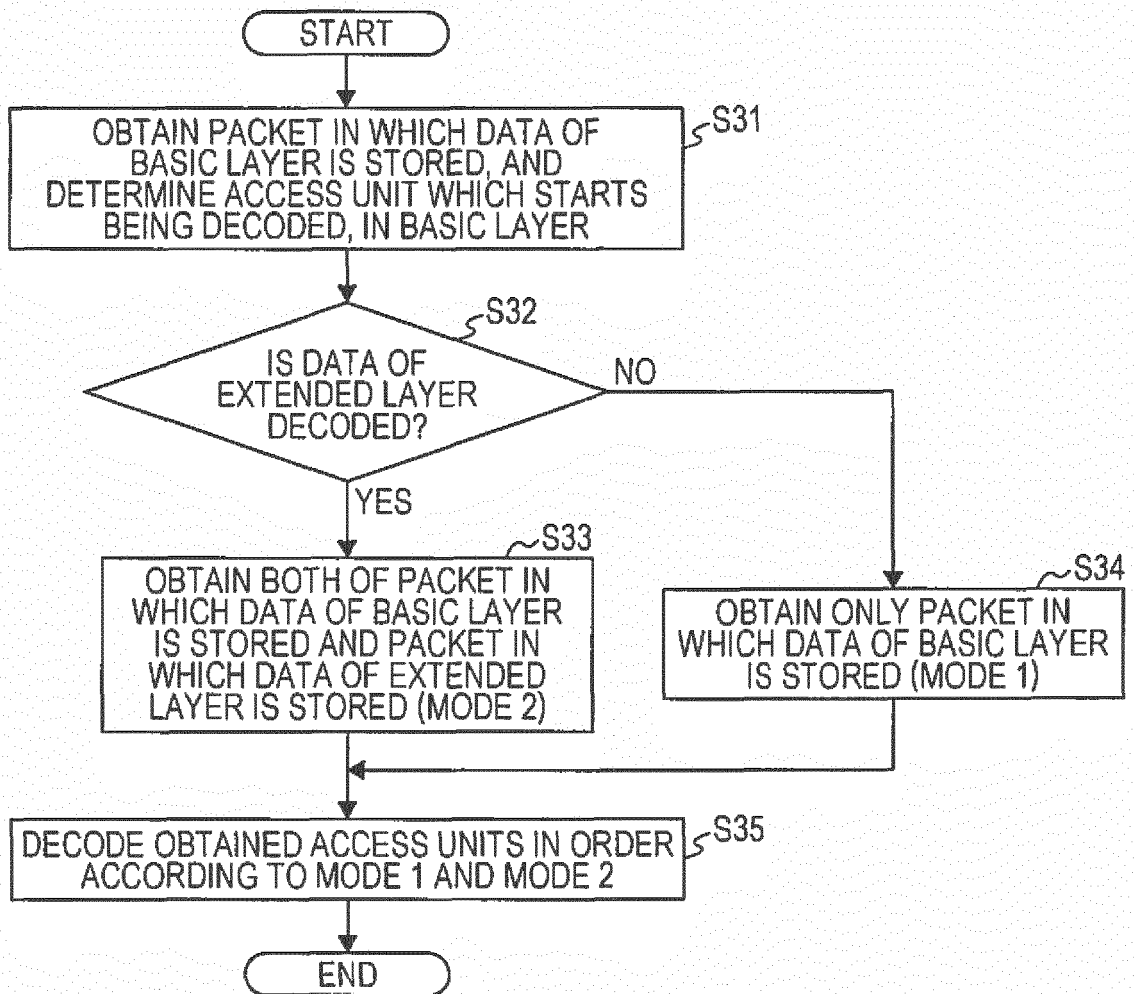 START
S31
OBTAIN PACKET IN WHICH DATA OF
BASIC LAYER IS STORED, AND
DETERMINE ACCESS UNIT WHICH STARTS
BEING DECODED, IN BASIC LAYER
S32
IS DATA OF
EXTENDED LAYER
DECODED?
NO
YES
S33
OBTAIN BOTH OF PACKET IN
WHICH DATA OF BASIC LAYER
IS STORED AND PACKET IN
WHICH DATA OF EXTENDED
LAYER IS STORED (MODE 2)
S34
OBTAIN ONLY PACKET IN
WHICH DATA OF BASIC LAYER
IS STORED (MODE 1)
S35
DECODE OBTAINED ACCESS UNITS IN ORDER
ACCORDING TO MODE 1 AND MODE 2
END